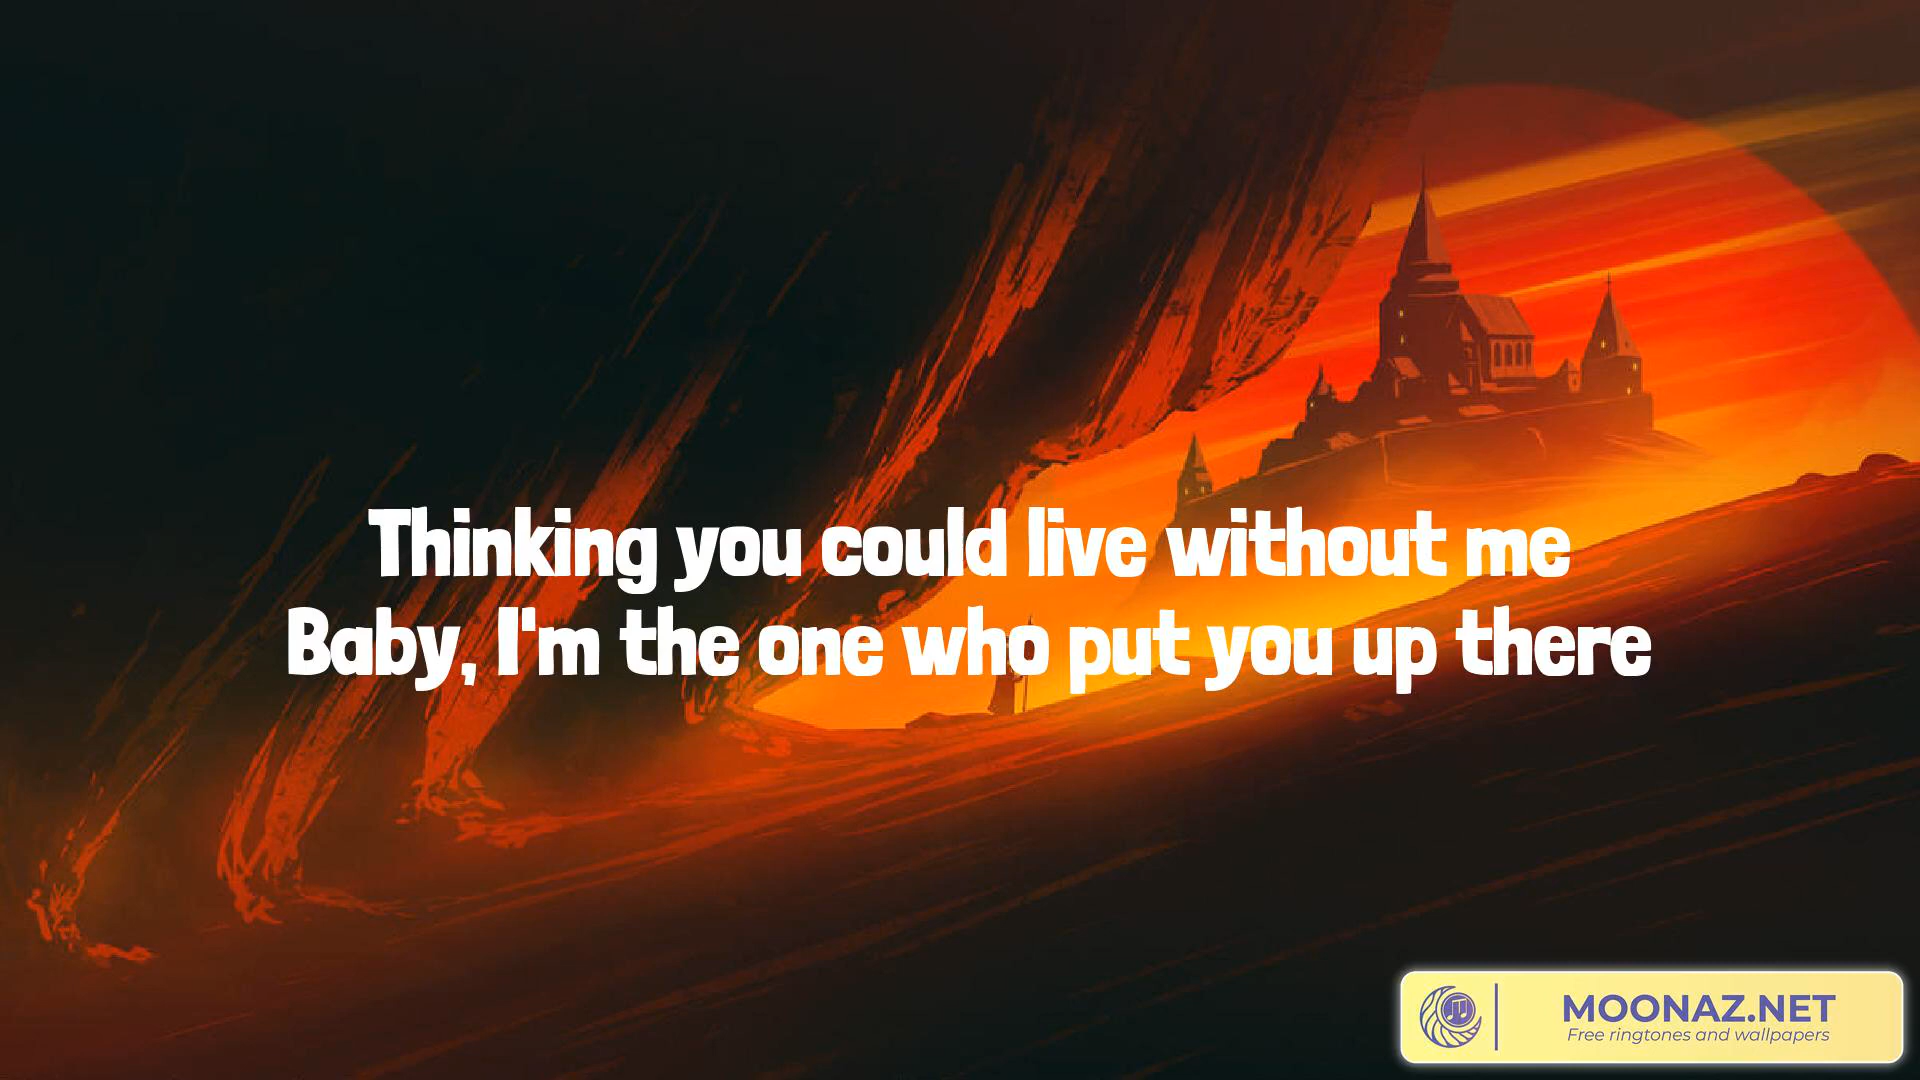 Thinking you could live without me
Baby, I'm the one who put you up there
MOONAZ.NET
Free ringtones and wallpapers